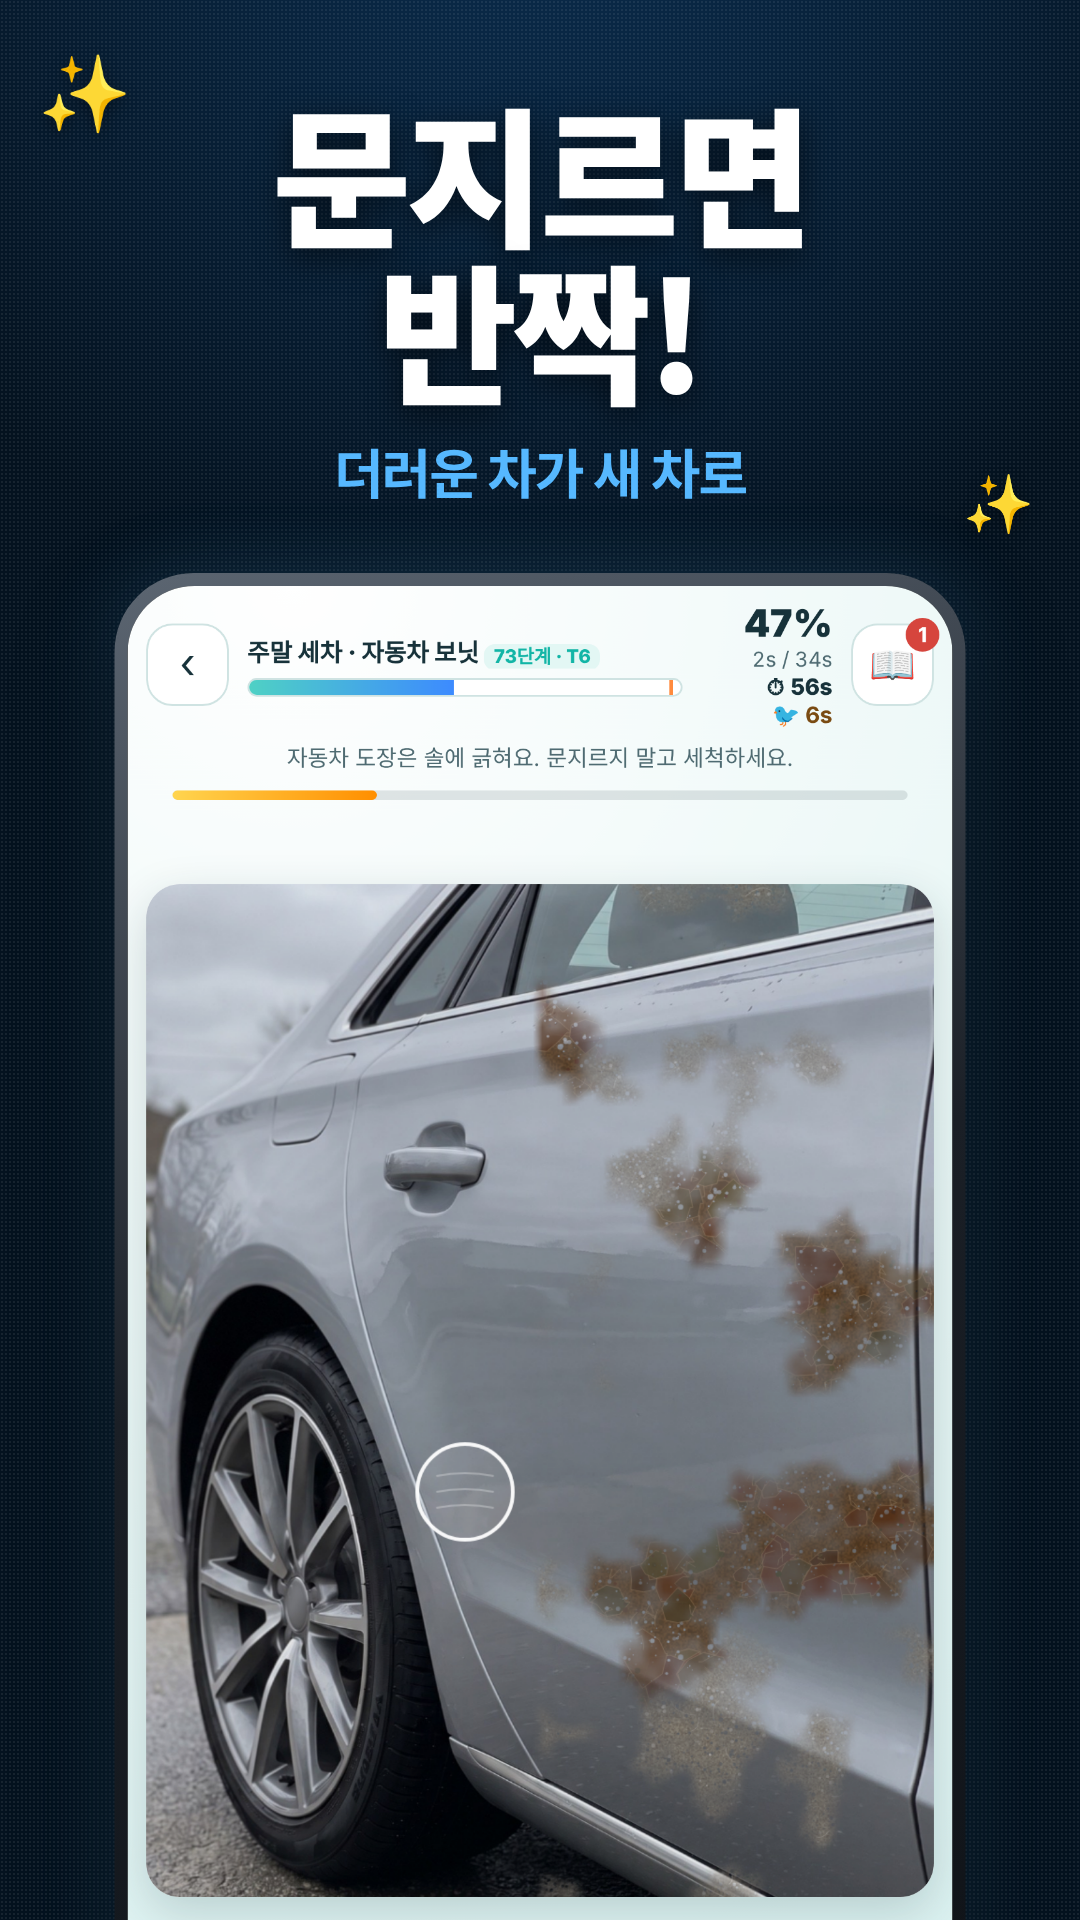 문지르면
반짝!
더러운 차가 새 차로
주말 세차 · 자동차 보닛 73단계 · T6
47%
2s / 34s
56s
6s
1
자동차 도장은 솔에 긁혀요. 문지르지 말고 세척하세요.